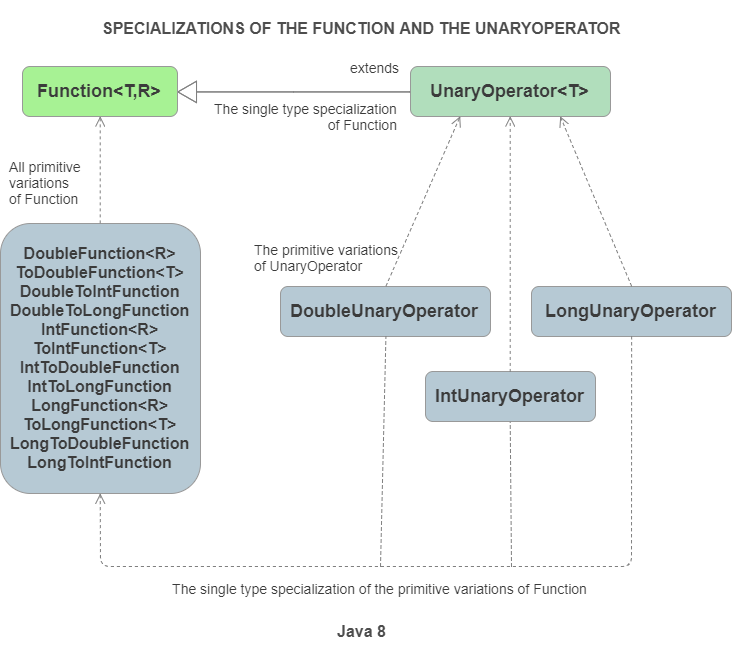 SPECIALIZATIONS OF THE FUNCTION AND THE UNARYOPERATOR
extends
Function<T,R>
UnaryOperator<T>
The single type specialization
of Function
All primitive
variations
of Function
The primitive variations
of UnaryOperator
DoubleFunction<R>
ToDoubleFunction<T>
DoubleToIntFunction
DoubleToLongFunction
IntFunction<R>
ToIntFunction<T>
IntToDoubleFunction
IntToLongFunction
LongFunction<R>
ToLongFunction<T>
LongToDoubleFunction
LongToIntFunction
DoubleUnaryOperator
LongUnaryOperator
IntUnaryOperator
The single type specialization of the primitive variations of Function
Java 8